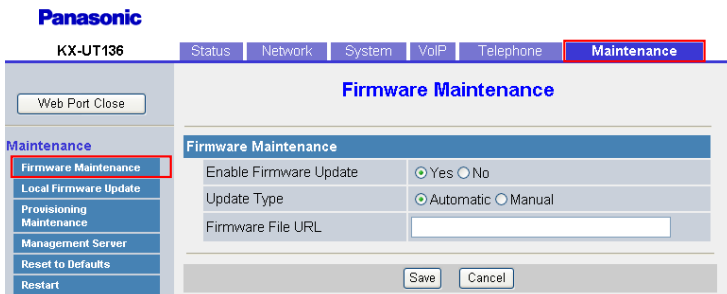 Panasonic
KX-UT136
Status Network System VoIP Telephone Maintenance
Web Port Close
Firmware Maintenance
Maintenance
Firmware Maintenance
Local Firmware Update
Provisioning
Maintenance
Management Server
Reset to Defaults
Restart
Firmware Maintenance
Enable Firmware Update Yes No
Update Type Automatic Manual
Firmware File URL
Save Cancel